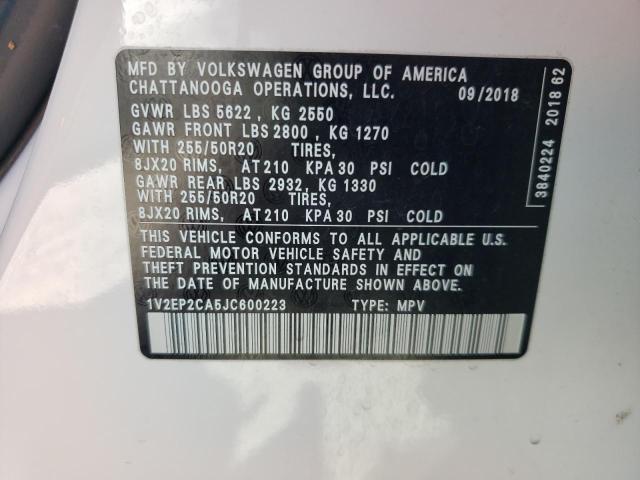 MFD BY VOLKSWAGEN GROUP OF AMERICA
CHATTANOOGA OPERATIONS, LLC. 09/2018
GVWR LBS 5622 , KG 2550
GAWR FRONT LBS 2800 , KG 1270
WITH 255/50R20 TIRES,
8JX20 RIMS, AT 210 KPA 30 PSI COLD
GAWR REAR LBS 2932 , KG 1330
WITH 255/50R20 TIRES,
8JX20 RIMS, AT 210 KPA 30 PSI COLD
THIS VEHICLE CONFORMS TO ALL APPLICABLE U.S.
FEDERAL MOTOR VEHICLE SAFETY AND
THEFT PREVENTION STANDARDS IN EFFECT ON
THE DATE OF MANUFACTURE SHOWN ABOVE.
1V2EP2CA5JC600223 TYPE: MPV
3840224 2018 62